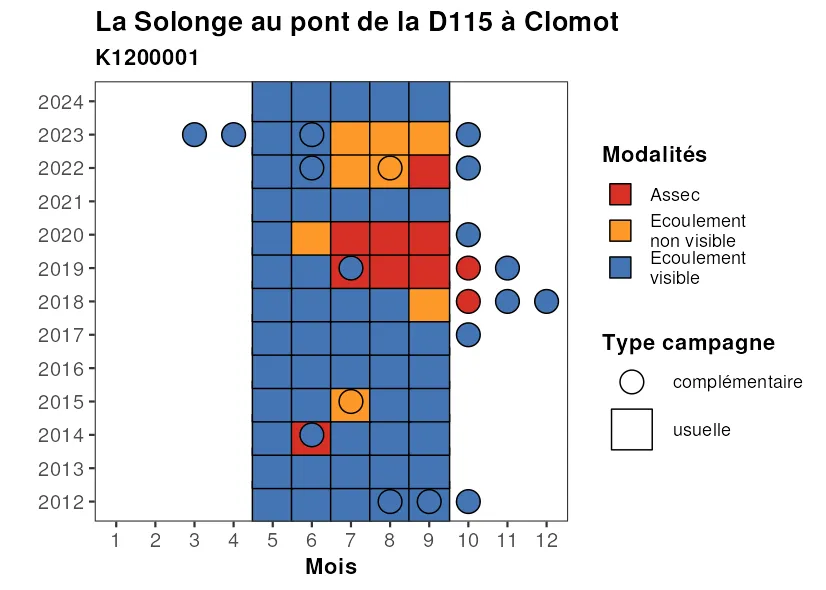 La Solonge au pont de la D115 à Clomot
K1200001
2024
2023
2022
2021
2020
2019
2018
2017
2016
2015
2014
2013
2012
1 2 3 4 5 6 7 8 9 10 11 12
Mois
Modalités
Assec
Ecoulement
non visible
Ecoulement
visible
Type campagne
complémentaire
usuelle